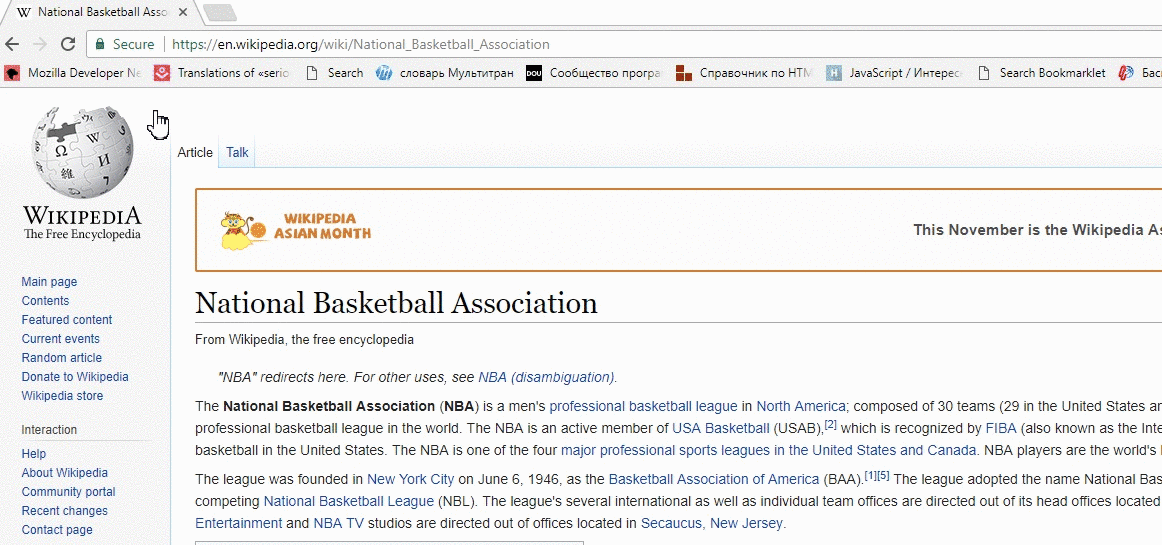 National Basketball Asso
Secure https://en.wikipedia.org/wiki/National_Basketball_Association
Mozilla Developer Ne Translations of «serio Search словарь Мультитран DOU Сообщество програ Справочник по HTM H JavaScript / Интерес Search Bookmarklet Бас
Article Talk
WIKIPEDIA
The Free Encyclopedia
WIKIPEDIA
ASIAN MONTH
This November is the Wikipedia As
Main page
Contents
Featured content
Current events
Random article
Donate to Wikipedia
Wikipedia store
Interaction
Help
About Wikipedia
Community portal
Recent changes
Contact page
National Basketball Association
From Wikipedia, the free encyclopedia
"NBA" redirects here. For other uses, see NBA (disambiguation).
The National Basketball Association (NBA) is a men's professional basketball league in North America; composed of 30 teams (29 in the United States an
professional basketball league in the world. The NBA is an active member of USA Basketball (USAB),[2] which is recognized by FIBA (also known as the Inte
basketball in the United States. The NBA is one of the four major professional sports leagues in the United States and Canada. NBA players are the world's
The league was founded in New York City on June 6, 1946, as the Basketball Association of America (BAA).[1][5] The league adopted the name National Bas
competing National Basketball League (NBL). The league's several international as well as individual team offices are directed out of its head offices located
Entertainment and NBA TV studios are directed out of offices located in Secaucus, New Jersey.